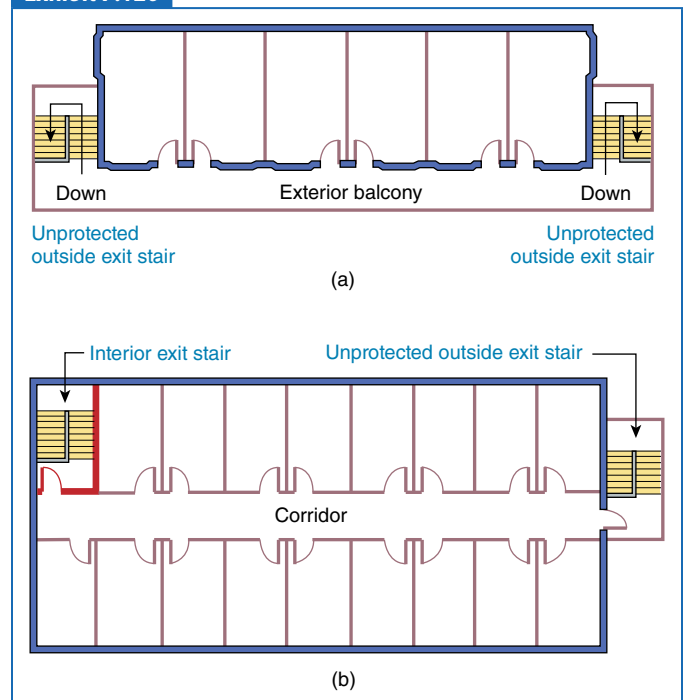 Down
Exterior balcony
Down
Unprotected
outside exit stair
Unprotected
outside exit stair
(a)
Interior exit stair
Unprotected outside exit stair
Corridor
(b)